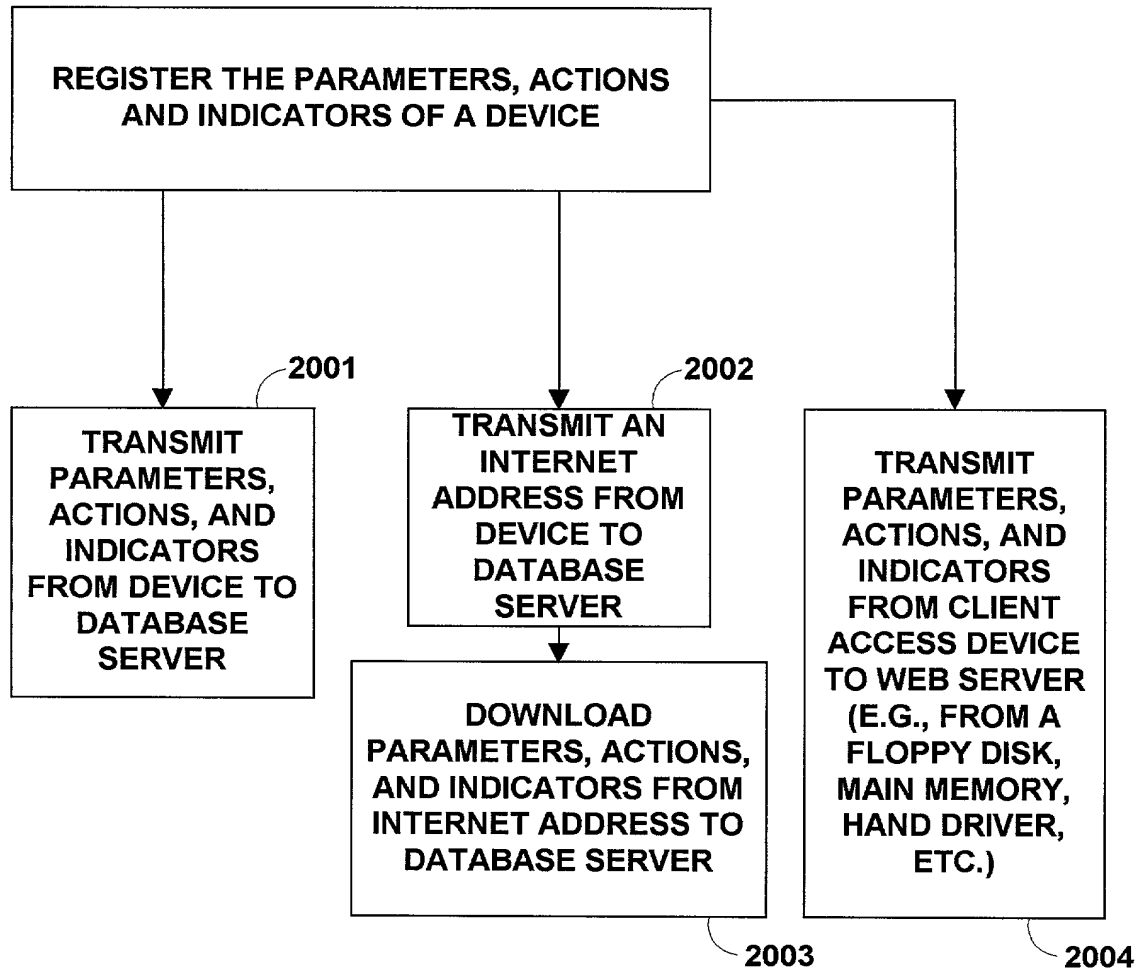 REGISTER THE PARAMETERS, ACTIONS
AND INDICATORS OF A DEVICE
2001
TRANSMIT
PARAMETERS,
ACTIONS, AND
INDICATORS
FROM DEVICE TO
DATABASE
SERVER
2002
TRANSMIT AN
INTERNET
ADDRESS FROM
DEVICE TO
DATABASE
SERVER
DOWNLOAD
PARAMETERS, ACTIONS,
AND INDICATORS FROM
INTERNET ADDRESS TO
DATABASE SERVER
2003
TRANSMIT
PARAMETERS,
ACTIONS, AND
INDICATORS
FROM CLIENT
ACCESS DEVICE
TO WEB SERVER
(E.G., FROM A
FLOPPY DISK,
MAIN MEMORY,
HAND DRIVER,
ETC.)
2004